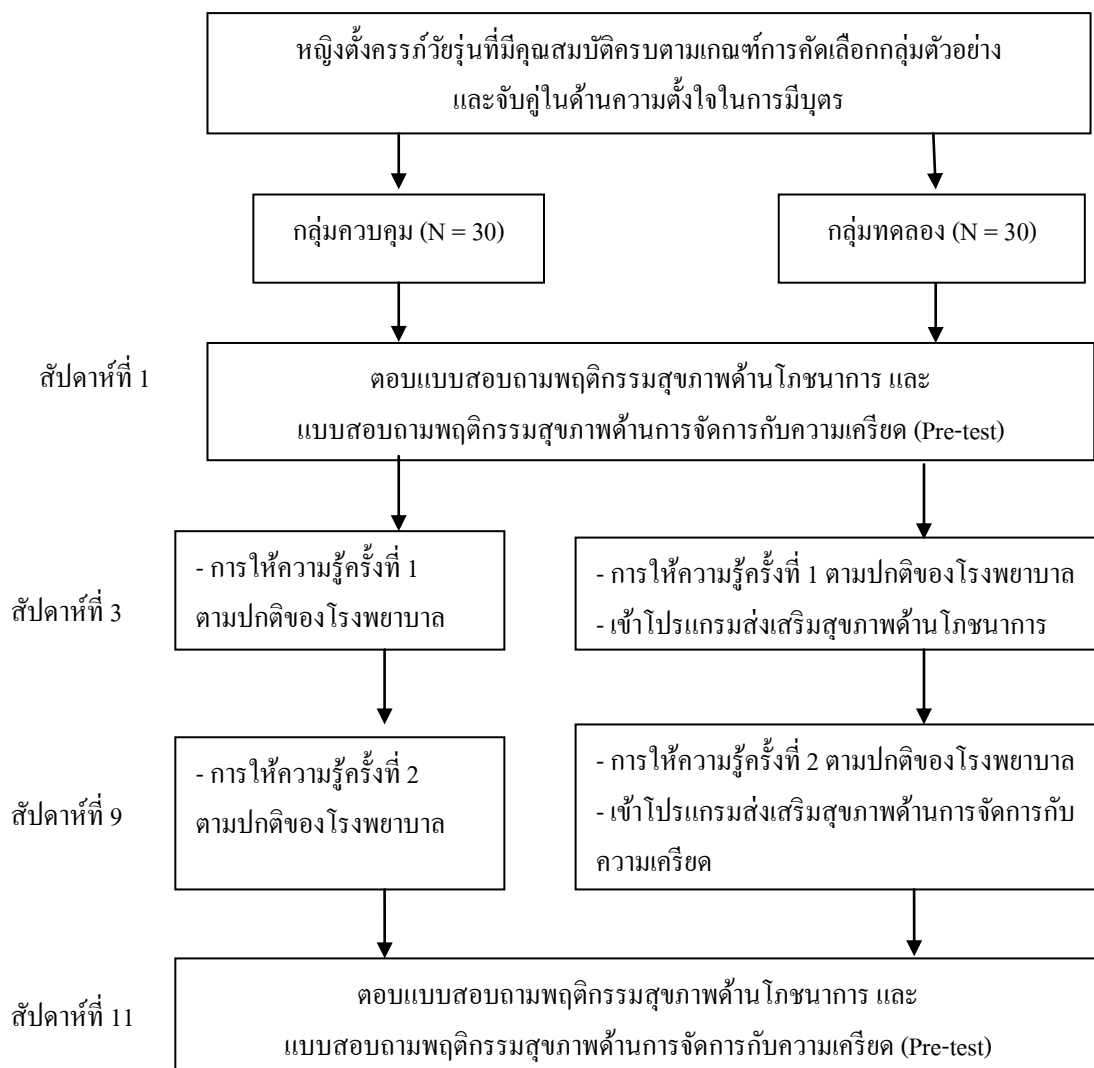 หญิงตั้งครรภ์วัยรุ่นที่มีคุณสมบัติครบตามเกณฑ์การคัดเลือกกลุ่มตัวอย่าง
และจับคู่ในด้านความตั้งใจในการมีบุตร
กลุ่มควบคุม (N = 30)
กลุ่มทดลอง (N = 30)
สัปดาห์ที่ 1
ตอบแบบสอบถามพฤติกรรมสุขภาพด้านโภชนาการ และ
แบบสอบถามพฤติกรรมสุขภาพด้านการจัดการกับความเครียด (Pre-test)
สัปดาห์ที่ 3
- การให้ความรู้ครั้งที่ 1
ตามปกติของโรงพยาบาล
- การให้ความรู้ครั้งที่ 1 ตามปกติของโรงพยาบาล
- เข้าโปรแกรมส่งเสริมสุขภาพด้านโภชนาการ
สัปดาห์ที่ 9
- การให้ความรู้ครั้งที่ 2
ตามปกติของโรงพยาบาล
- การให้ความรู้ครั้งที่ 2 ตามปกติของโรงพยาบาล
- เข้าโปรแกรมส่งเสริมสุขภาพด้านการจัดการกับ
ความเครียด
สัปดาห์ที่ 11
ตอบแบบสอบถามพฤติกรรมสุขภาพด้านโภชนาการ และ
แบบสอบถามพฤติกรรมสุขภาพด้านการจัดการกับความเครียด (Pre-test)